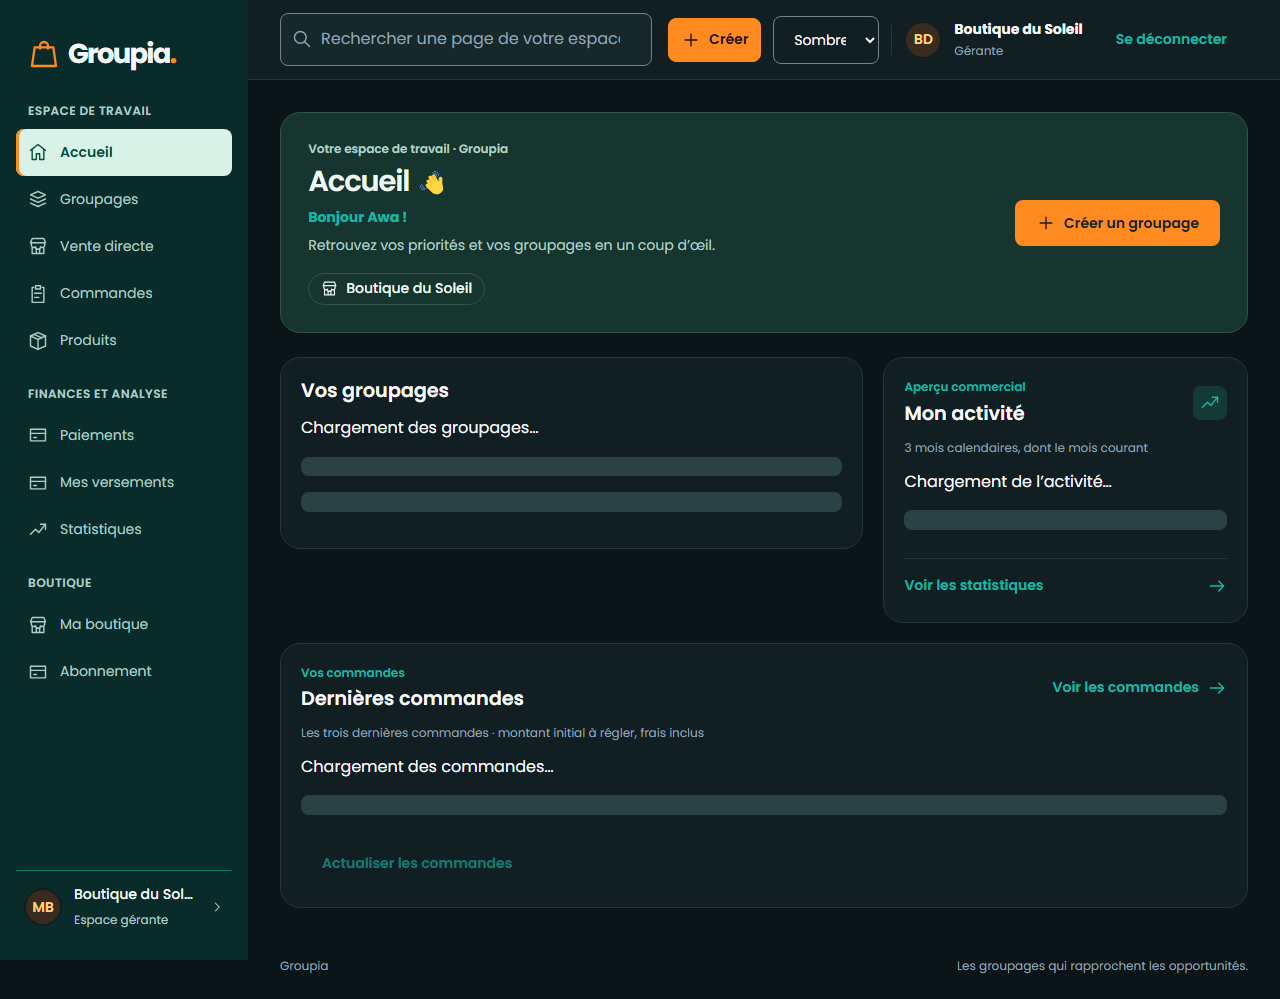 Groupia.
ESPACE DE TRAVAIL
Accueil
Groupages
Vente directe
Commandes
Produits
FINANCES ET ANALYSE
Paiements
Mes versements
Statistiques
BOUTIQUE
Ma boutique
Abonnement
MB
Boutique du Sol...
Espace gérante
Rechercher une page de votre espac
Créer
Sombre
BD
Boutique du Soleil
Gérante
Se déconnecter
Votre espace de travail · Groupia
Accueil 👋
Bonjour Awa !
Retrouvez vos priorités et vos groupages en un coup d’œil.
Boutique du Soleil
Créer un groupage
Vos groupages
Chargement des groupages…
Aperçu commercial
Mon activité
3 mois calendaires, dont le mois courant
Chargement de l’activité…
Voir les statistiques
Vos commandes
Dernières commandes
Voir les commandes
Les trois dernières commandes · montant initial à régler, frais inclus
Chargement des commandes…
Actualiser les commandes
Groupia
Les groupages qui rapprochent les opportunités.